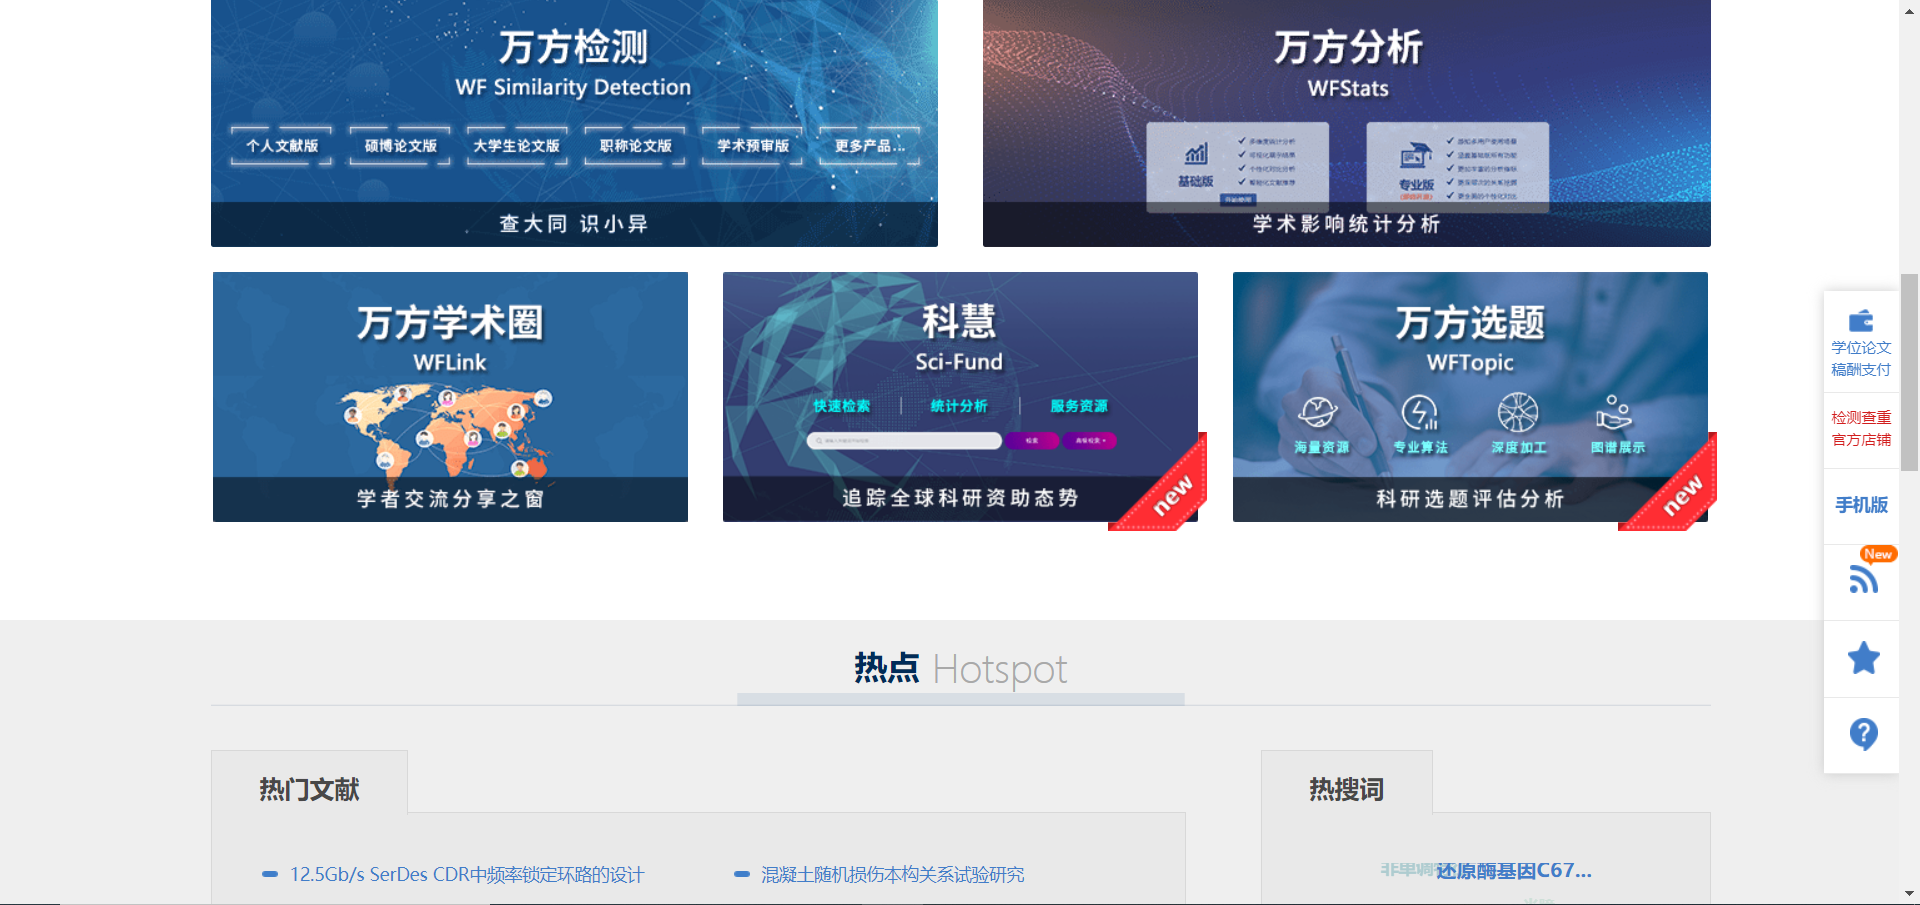 万方检测
WF Similarity Detection
个人文献版 硕博论文版 大学生论文版 职称论文版 学术预审版 更多产品...
查大同 识小异
万方分析
WFStats
基础版
专业版
学术影响统计分析
万方学术圈
WFLink
学者交流分享之窗
科慧
Sci-Fund
快速检索 统计分析 服务资源
检索
高级检索
追踪全球科研资助态势
new
万方选题
WFTopic
海量资源 专业算法 深度加工 图谱展示
科研选题评估分析
new
学位论文
稿酬支付
检测查重
官方店铺
手机版
New
热点 Hotspot
热门文献
12.5Gb/s SerDes CDR中频率锁定环路的设计
混凝土随机损伤本构关系试验研究
热搜词
还原酶基因C67...